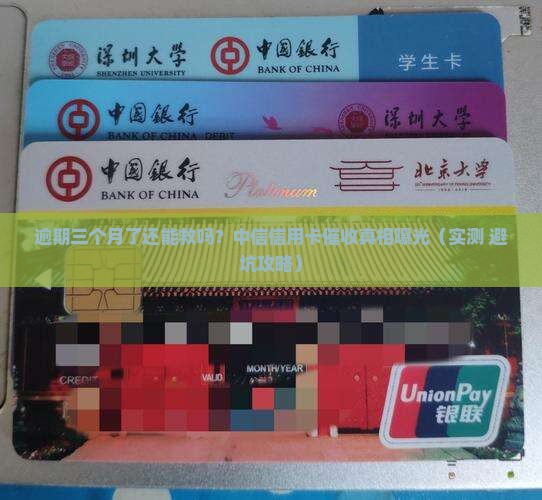 深圳大学
SHENZHEN UNIVERSITY
中国銀行
BANK OF CHINA
学生卡
中国銀行
BANK OF CHINA DEBIT
深圳大学
中国銀行
BANK OF CHINA
Platinum
北京大学
逾期三个月了还能救吗？中信信用卡催收真相曝光（实测 避
坑攻略）
CREDIT
VALID
MONTH/YEAR
UnionPay
银联